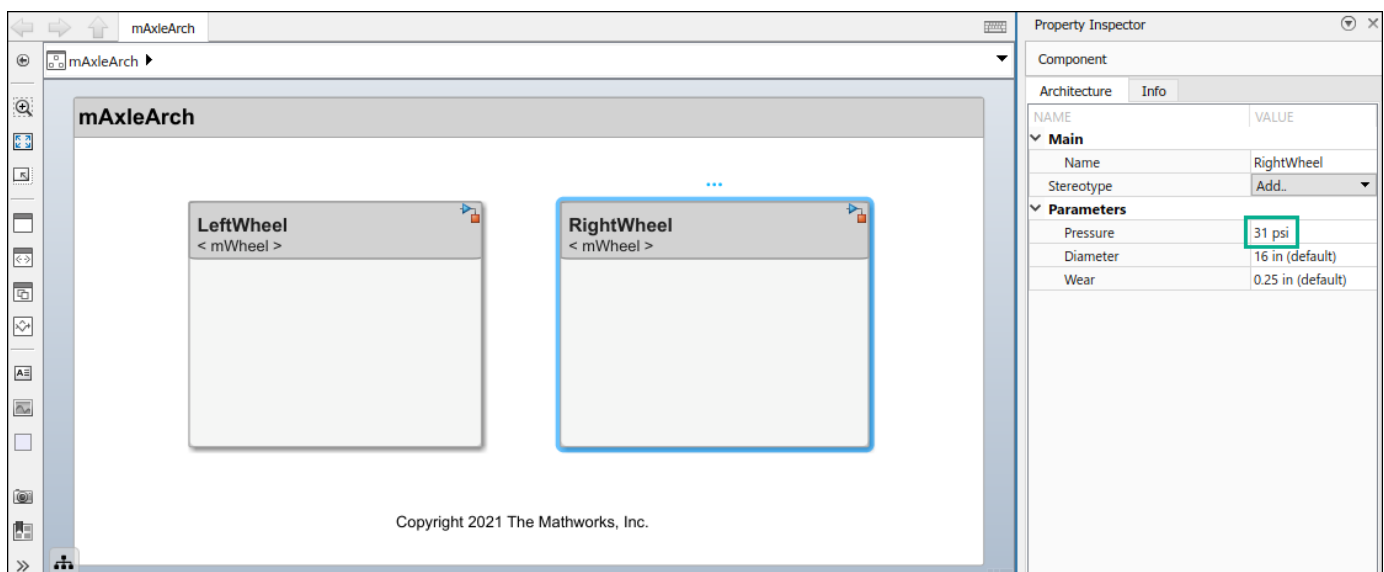 mAxleArch
mAxleArch
mAxleArch
LeftWheel
< mWheel >
RightWheel
< mWheel >
Copyright 2021 The Mathworks, Inc.
Property Inspector
Component
Architecture Info
NAME VALUE
Main
Name RightWheel
Stereotype Add..
Parameters
Pressure 31 psi
Diameter 16 in (default)
Wear 0.25 in (default)